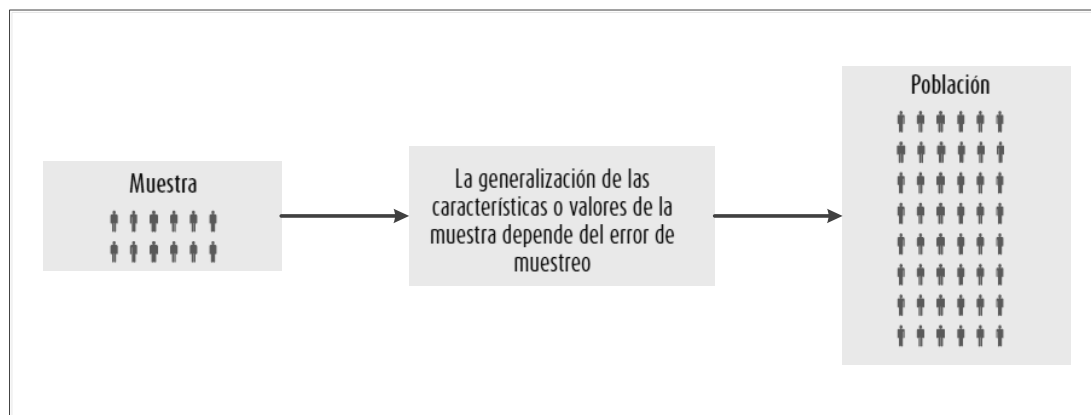 Muestra
La generalización de las
características o valores de la
muestra depende del error de
muestreo
Población